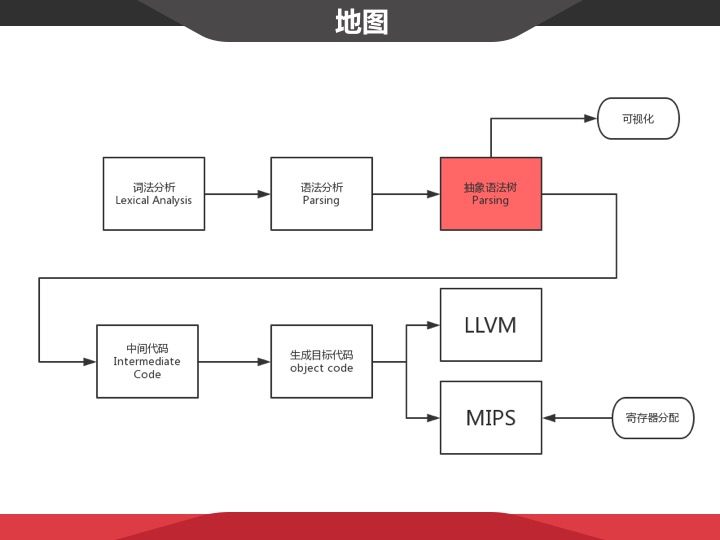 地图
可视化
词法分析
Lexical Analysis
语法分析
Parsing
抽象语法树
Parsing
中间代码
Intermediate
Code
生成目标代码
object code
LLVM
MIPS
寄存器分配